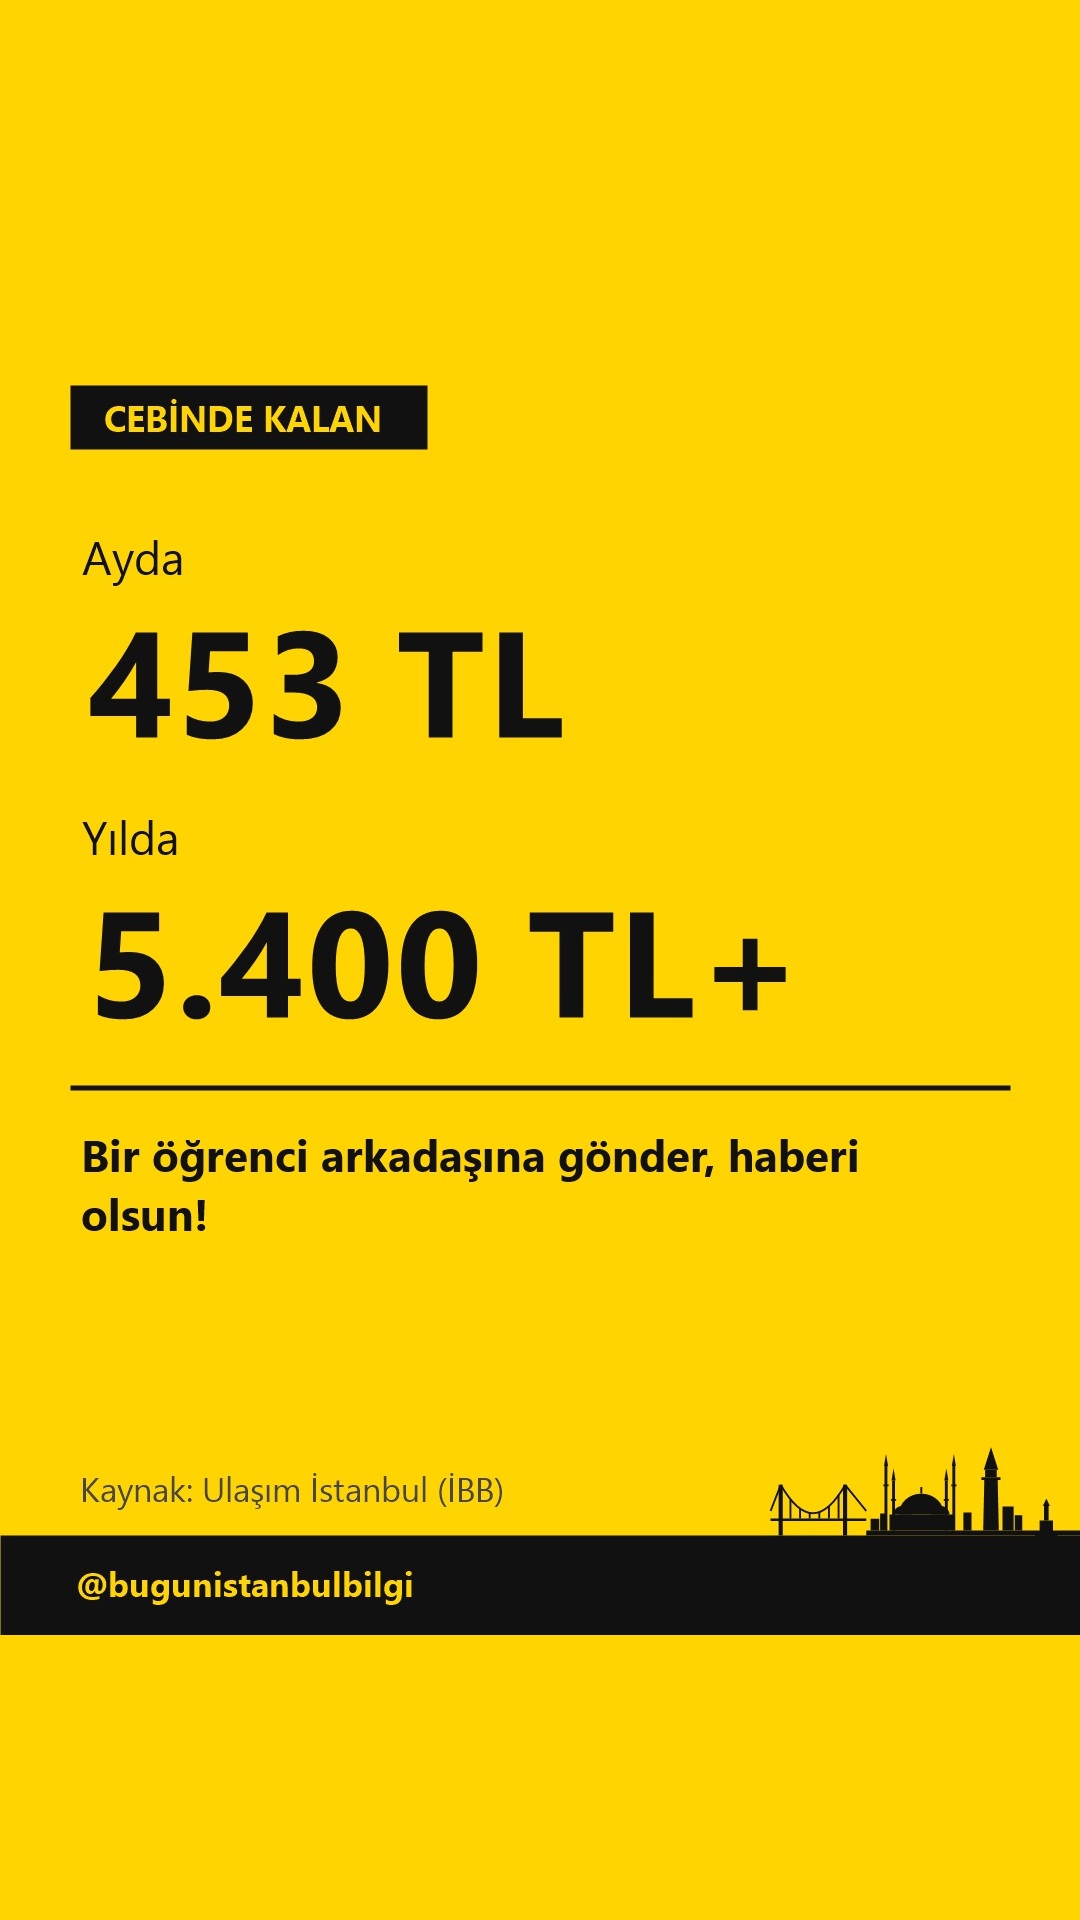 CEBİNDE KALAN
Ayda
453 TL
Yılda
5.400 TL+
Bir öğrenci arkadaşına gönder, haberi
olsun!
Kaynak: Ulaşım İstanbul (İBB)
@bugunistanbulbilgi